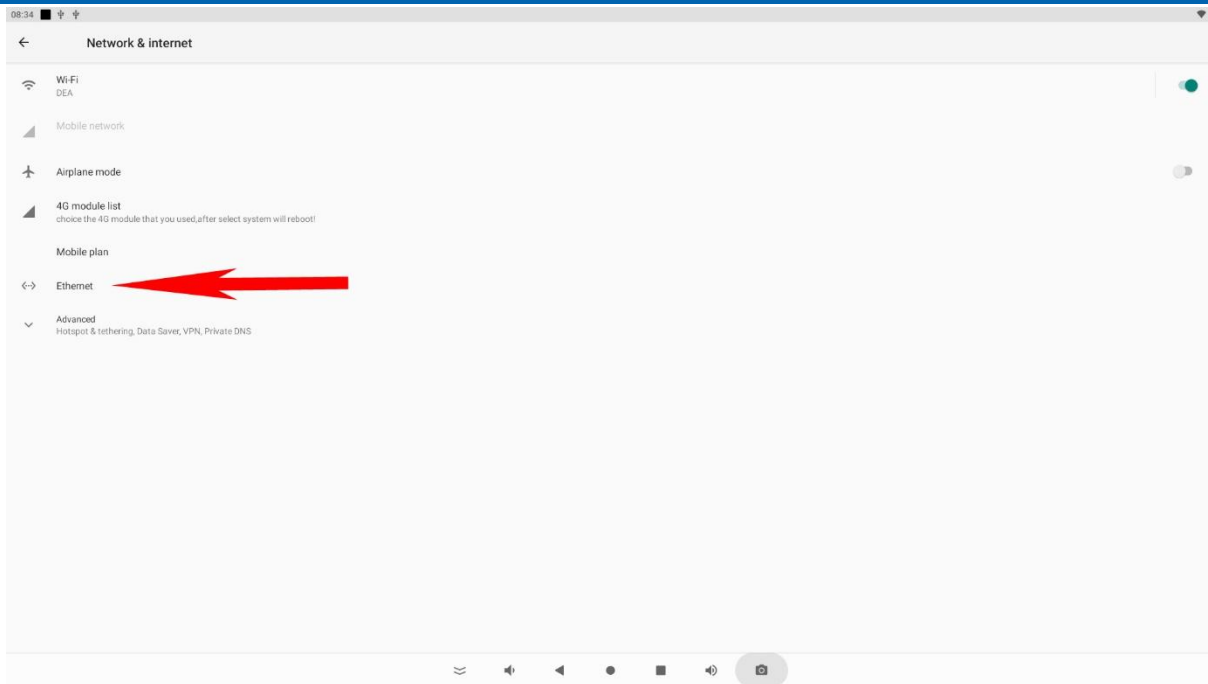 08:34
Network & internet
Wi-Fi
DEA
Mobile network
Airplane mode
4G module list
choice the 4G module that you used,after select system will reboot!
Mobile plan
Ethernet
Advanced
Hotspot & tethering, Data Saver, VPN, Private DNS